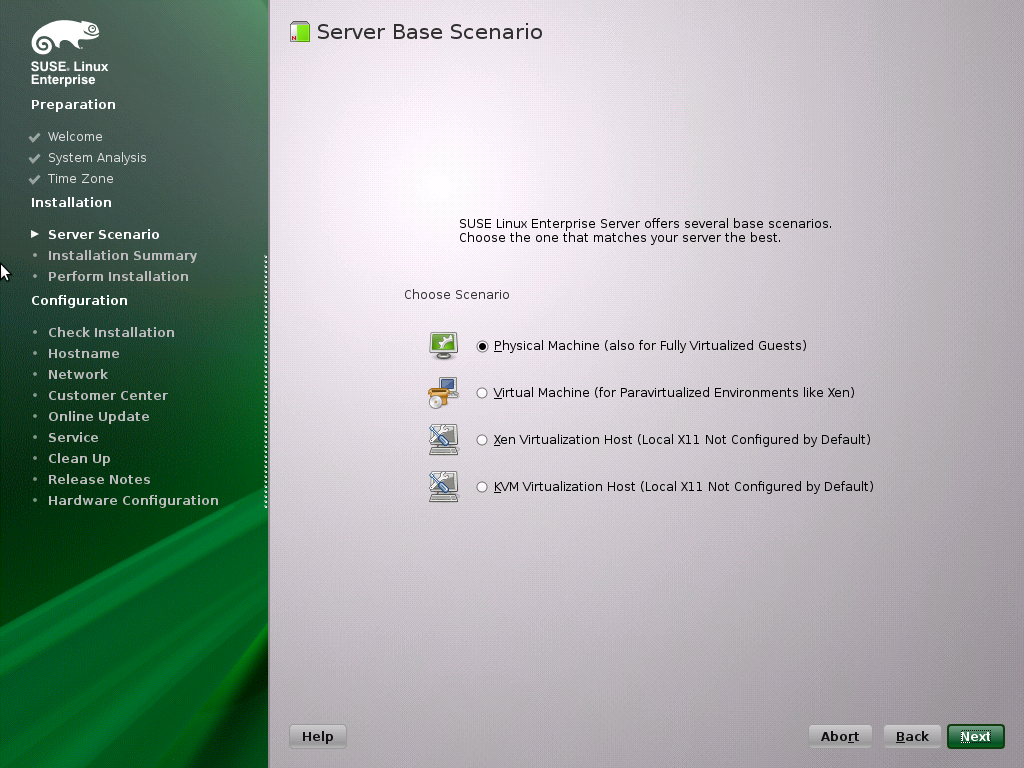 SUSE® Linux
Enterprise
Preparation
Welcome
System Analysis
Time Zone
Installation
Server Scenario
Installation Summary
Perform Installation
Configuration
Check Installation
Hostname
Network
Customer Center
Online Update
Service
Clean Up
Release Notes
Hardware Configuration
Server Base Scenario
SUSE Linux Enterprise Server offers several base scenarios.
Choose the one that matches your server the best.
Choose Scenario
Physical Machine (also for Fully Virtualized Guests)
Virtual Machine (for Paravirtualized Environments like Xen)
Xen Virtualization Host (Local X11 Not Configured by Default)
KVM Virtualization Host (Local X11 Not Configured by Default)
Help
Abort
Back
Next